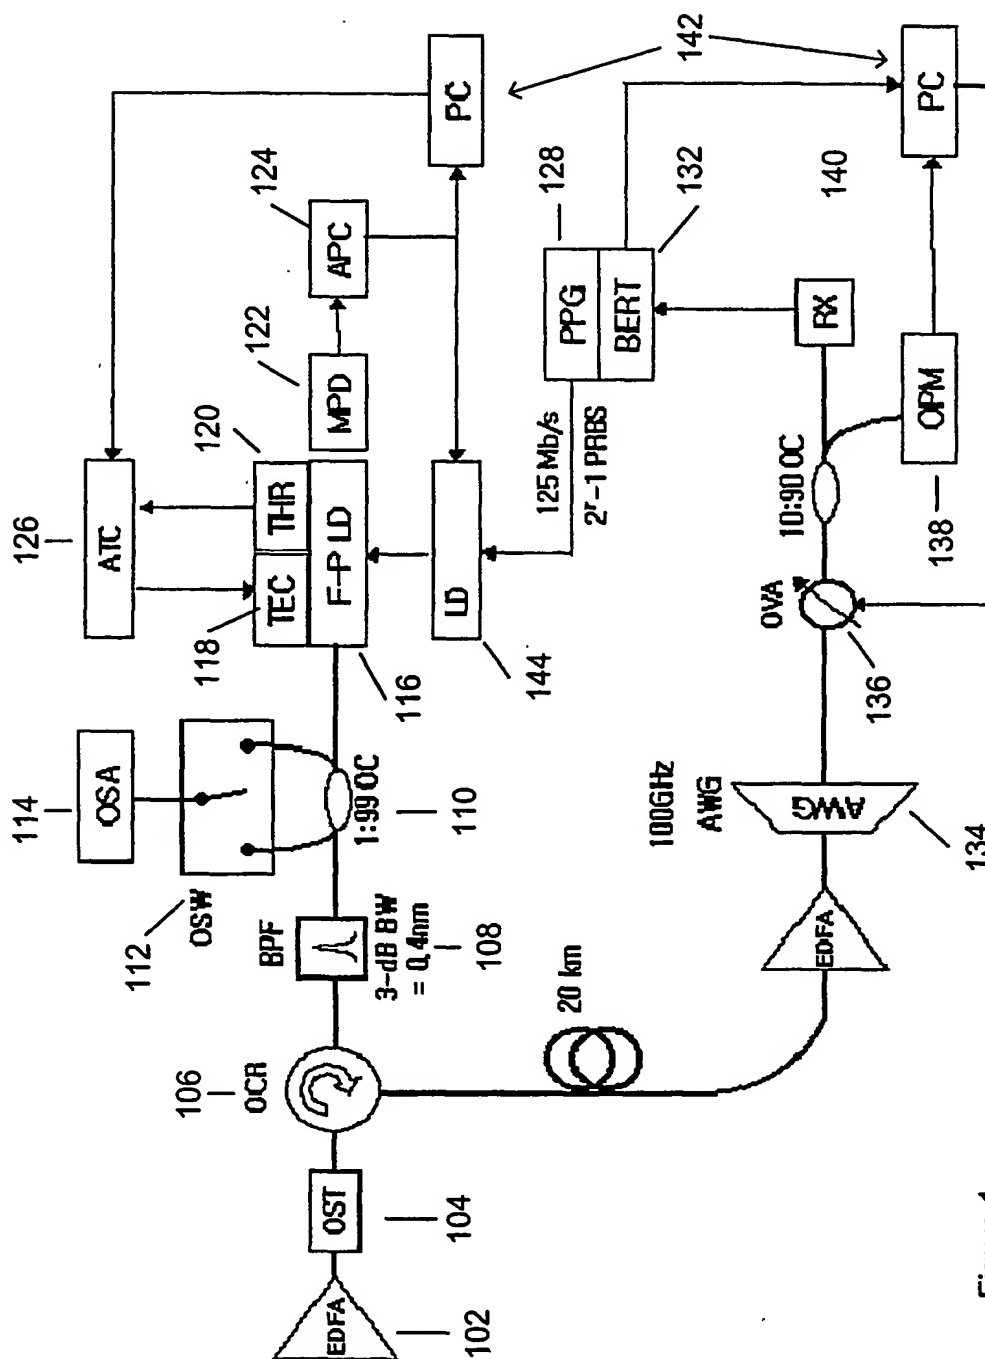 EDFA
102
OST
104
106
OCR
BPF
3-dB BW
= 0,4nm
108
112
OSW
114
OSA
1:99 OC
110
126
ATC
118
TEC
THR
120
F-P LD
116
MPD
122
APC
124
PC
142
LD
144
125 Mb/s
2ʳ-1 PRBS
PPG
128
BERT
132
20 km
EDFA
100GHz
AWG
AWG
134
OVA
136
10:90 OC
RX
OPM
138
140
PC